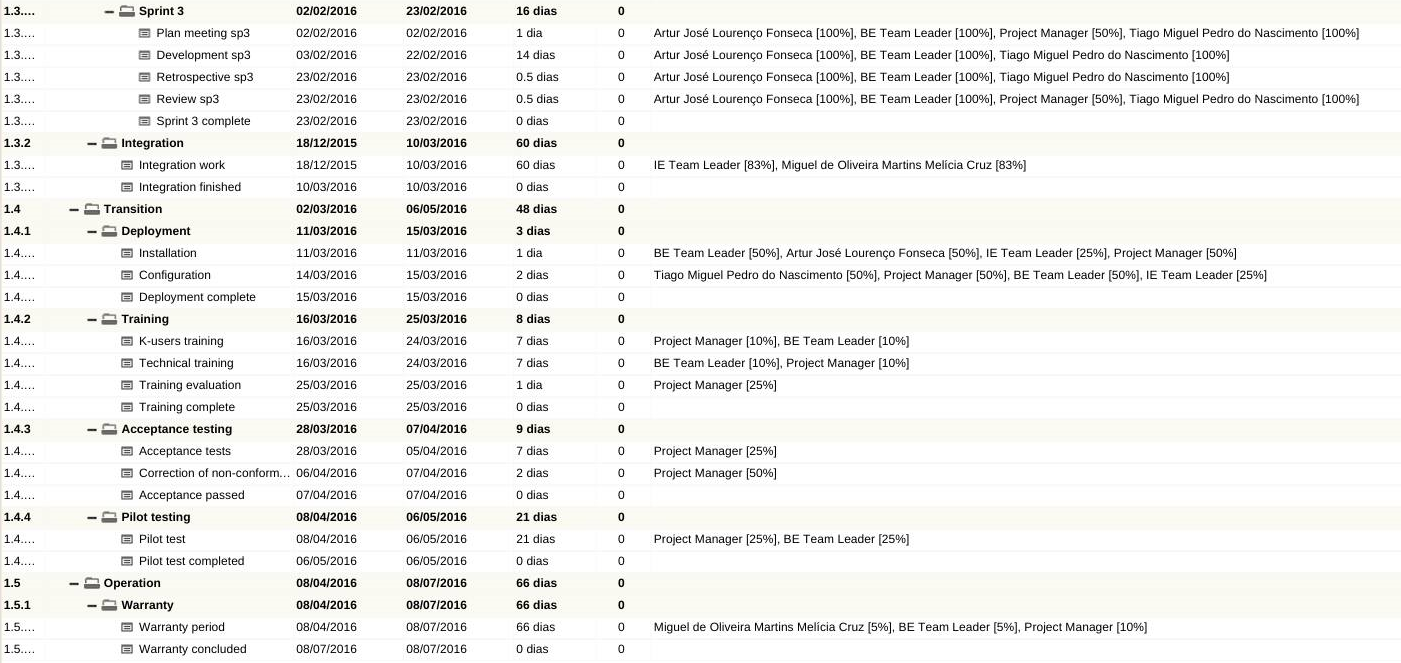 1.3.... Sprint 3 02/02/2016 23/02/2016 16 dias 0
1.3.... Plan meeting sp3 02/02/2016 02/02/2016 1 dia 0 Artur José Lourenço Fonseca [100%], BE Team Leader [100%], Project Manager [50%], Tiago Miguel Pedro do Nascimento [100%]
1.3.... Development sp3 03/02/2016 22/02/2016 14 dias 0 Artur José Lourenço Fonseca [100%], BE Team Leader [100%], Tiago Miguel Pedro do Nascimento [100%]
1.3.... Retrospective sp3 23/02/2016 23/02/2016 0.5 dias 0 Artur José Lourenço Fonseca [100%], BE Team Leader [100%], Tiago Miguel Pedro do Nascimento [100%]
1.3.... Review sp3 23/02/2016 23/02/2016 0.5 dias 0 Artur José Lourenço Fonseca [100%], BE Team Leader [100%], Project Manager [50%], Tiago Miguel Pedro do Nascimento [100%]
1.3.... Sprint 3 complete 23/02/2016 23/02/2016 0 dias 0
1.3.2 Integration 18/12/2015 10/03/2016 60 dias 0
1.3.... Integration work 18/12/2015 10/03/2016 60 dias 0 IE Team Leader [83%], Miguel de Oliveira Martins Melícia Cruz [83%]
1.3.... Integration finished 10/03/2016 10/03/2016 0 dias 0
1.4 Transition 02/03/2016 06/05/2016 48 dias 0
1.4.1 Deployment 11/03/2016 15/03/2016 3 dias 0
1.4.... Installation 11/03/2016 11/03/2016 1 dia 0 BE Team Leader [50%], Artur José Lourenço Fonseca [50%], IE Team Leader [25%], Project Manager [50%]
1.4.... Configuration 14/03/2016 15/03/2016 2 dias 0 Tiago Miguel Pedro do Nascimento [50%], Project Manager [50%], BE Team Leader [50%], IE Team Leader [25%]
1.4.... Deployment complete 15/03/2016 15/03/2016 0 dias 0
1.4.2 Training 16/03/2016 25/03/2016 8 dias 0
1.4.... K-users training 16/03/2016 24/03/2016 7 dias 0 Project Manager [10%], BE Team Leader [10%]
1.4.... Technical training 16/03/2016 24/03/2016 7 dias 0 BE Team Leader [10%], Project Manager [10%]
1.4.... Training evaluation 25/03/2016 25/03/2016 1 dia 0 Project Manager [25%]
1.4.... Training complete 25/03/2016 25/03/2016 0 dias 0
1.4.3 Acceptance testing 28/03/2016 07/04/2016 9 dias 0
1.4.... Acceptance tests 28/03/2016 05/04/2016 7 dias 0 Project Manager [25%]
1.4.... Correction of non-conform... 06/04/2016 07/04/2016 2 dias 0 Project Manager [50%]
1.4.... Acceptance passed 07/04/2016 07/04/2016 0 dias 0
1.4.4 Pilot testing 08/04/2016 06/05/2016 21 dias 0
1.4.... Pilot test 08/04/2016 06/05/2016 21 dias 0 Project Manager [25%], BE Team Leader [25%]
1.4.... Pilot test completed 06/05/2016 06/05/2016 0 dias 0
1.5 Operation 08/04/2016 08/07/2016 66 dias 0
1.5.1 Warranty 08/04/2016 08/07/2016 66 dias 0
1.5.... Warranty period 08/04/2016 08/07/2016 66 dias 0 Miguel de Oliveira Martins Melícia Cruz [5%], BE Team Leader [5%], Project Manager [10%]
1.5.... Warranty concluded 08/07/2016 08/07/2016 0 dias 0